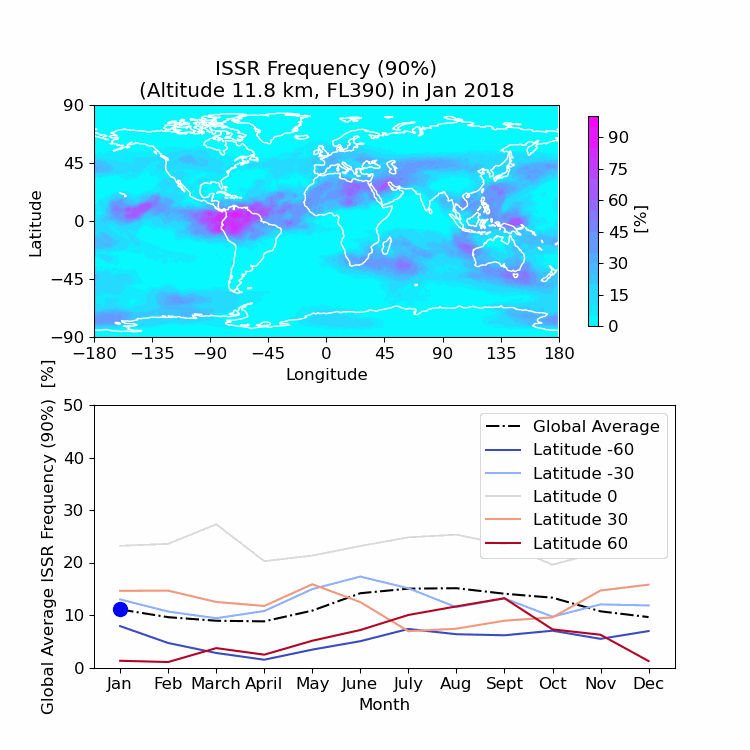 ISSR Frequency (90%)
(Altitude 11.8 km, FL390) in Jan 2018
90
45
0
−45
−90
Latitude
−180 −135 −90 −45 0 45 90 135 180
Longitude
90
75
60
45
30
15
0
[%]
50
40
30
20
10
0
Global Average ISSR Frequency (90%) [%]
Global Average
Latitude -60
Latitude -30
Latitude 0
Latitude 30
Latitude 60
Jan Feb March April May June July Aug Sept Oct Nov Dec
Month